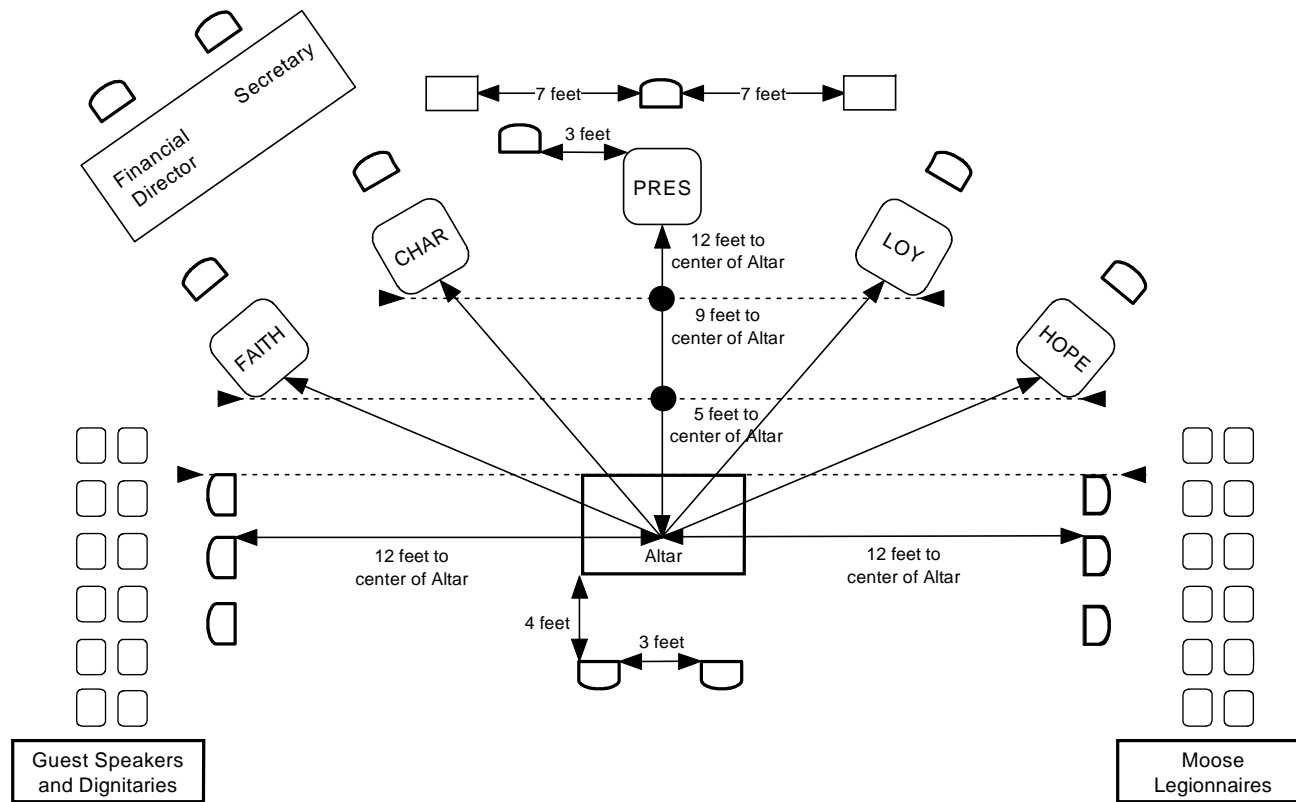 Secretary
Financial
Director
7 feet
7 feet
3 feet
PRES
CHAR
LOY
12 feet to
center of Altar
9 feet to
center of Altar
FAITH
HOPE
5 feet to
center of Altar
Altar
12 feet to
center of Altar
12 feet to
center of Altar
4 feet
3 feet
Guest Speakers
and Dignitaries
Moose
Legionnaires